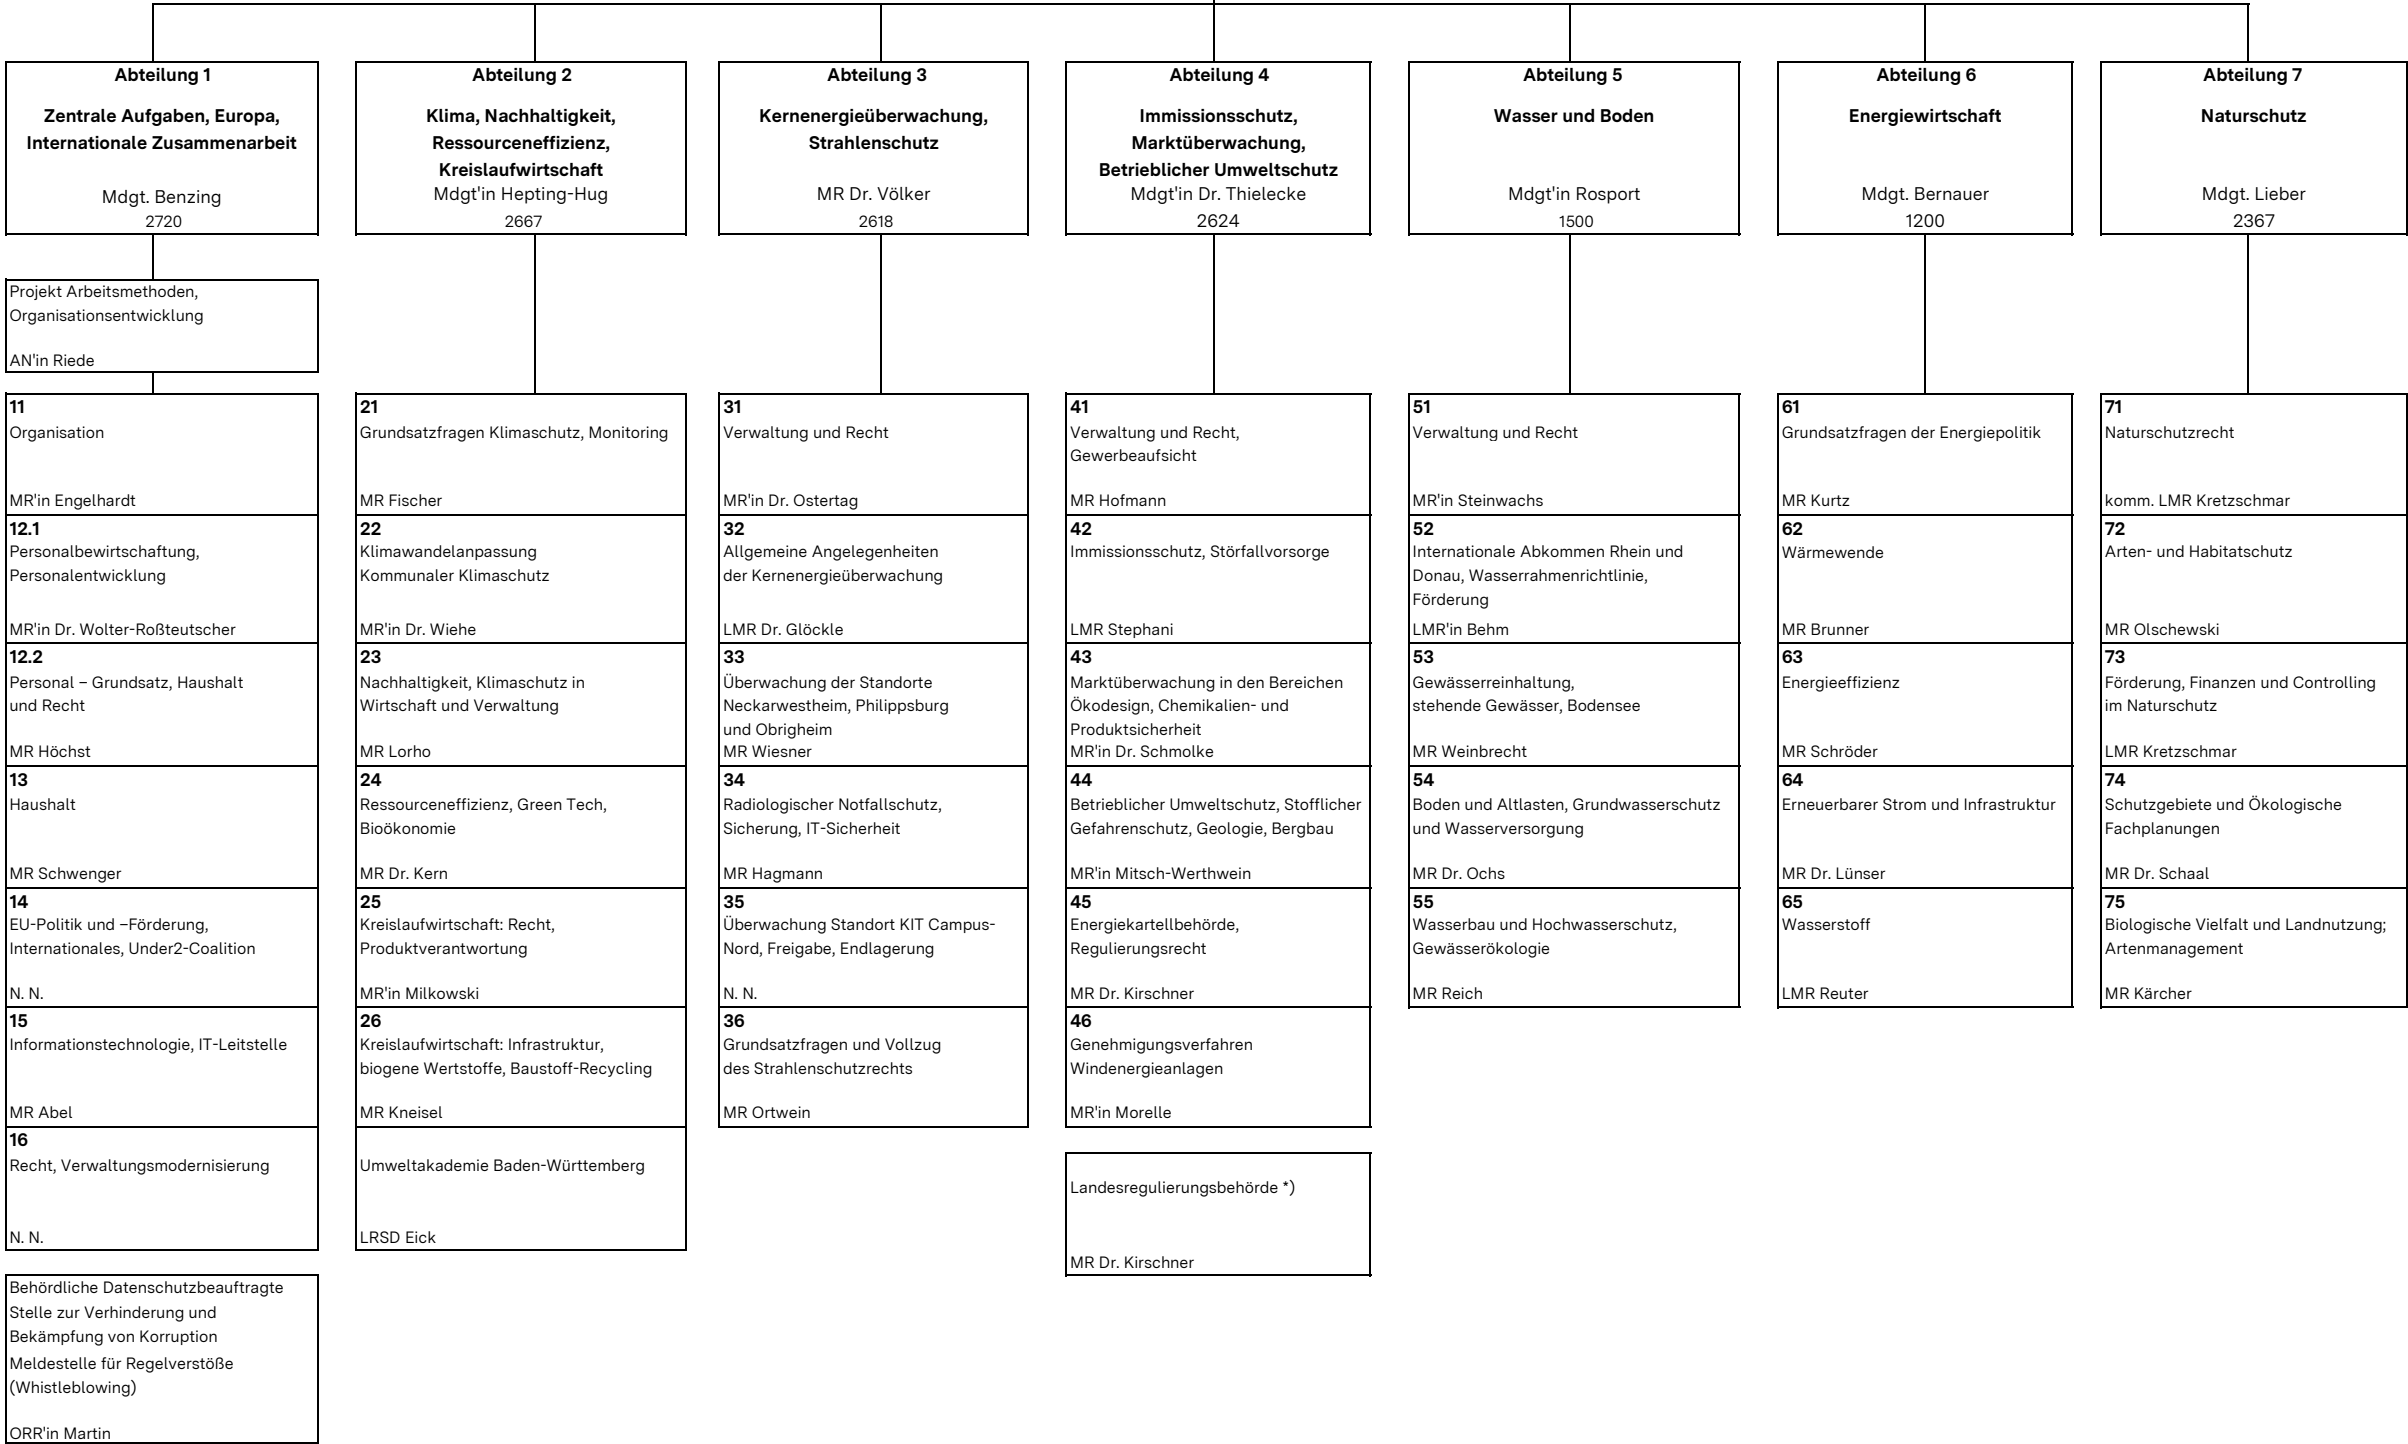 Abteilung 1
Zentrale Aufgaben, Europa,
Internationale Zusammenarbeit
Mdgt. Benzing
2720
Projekt Arbeitsmethoden,
Organisationsentwicklung
AN'in Riede
11
Organisation
MR'in Engelhardt
12.1
Personalbewirtschaftung,
Personalentwicklung
MR'in Dr. Wolter-Roßteutscher
12.2
Personal – Grundsatz, Haushalt
und Recht
MR Höchst
13
Haushalt
MR Schwenger
14
EU-Politik und –Förderung,
Internationales, Under2-Coalition
N. N.
15
Informationstechnologie, IT-Leitstelle
MR Abel
16
Recht, Verwaltungsmodernisierung
N. N.
Behördliche Datenschutzbeauftragte
Stelle zur Verhinderung und
Bekämpfung von Korruption
Meldestelle für Regelverstöße
(Whistleblowing)
ORR'in Martin
Abteilung 2
Klima, Nachhaltigkeit,
Ressourceneffizienz,
Kreislaufwirtschaft
Mdgt'in Hepting-Hug
2667
21
Grundsatzfragen Klimaschutz, Monitoring
MR Fischer
22
Klimawandelanpassung
Kommunaler Klimaschutz
MR'in Dr. Wiehe
23
Nachhaltigkeit, Klimaschutz in
Wirtschaft und Verwaltung
MR Lorho
24
Ressourceneffizienz, Green Tech,
Bioökonomie
MR Dr. Kern
25
Kreislaufwirtschaft: Recht,
Produktverantwortung
MR'in Milkowski
26
Kreislaufwirtschaft: Infrastruktur,
biogene Wertstoffe, Baustoff-Recycling
MR Kneisel
Umweltakademie Baden-Württemberg
LRSD Eick
Abteilung 3
Kernenergieüberwachung,
Strahlenschutz
MR Dr. Völker
2618
31
Verwaltung und Recht
MR'in Dr. Ostertag
32
Allgemeine Angelegenheiten
der Kernenergieüberwachung
LMR Dr. Glöckle
33
Überwachung der Standorte
Neckarwestheim, Philippsburg
und Obrigheim
MR Wiesner
34
Radiologischer Notfallschutz,
Sicherung, IT-Sicherheit
MR Hagmann
35
Überwachung Standort KIT Campus-
Nord, Freigabe, Endlagerung
N. N.
36
Grundsatzfragen und Vollzug
des Strahlenschutzrechts
MR Ortwein
Abteilung 4
Immissionsschutz,
Marktüberwachung,
Betrieblicher Umweltschutz
Mdgt'in Dr. Thielecke
2624
41
Verwaltung und Recht,
Gewerbeaufsicht
MR Hofmann
42
Immissionsschutz, Störfallvorsorge
LMR Stephani
43
Marktüberwachung in den Bereichen
Ökodesign, Chemikalien- und
Produktsicherheit
MR'in Dr. Schmolke
44
Betrieblicher Umweltschutz, Stofflicher
Gefahrenschutz, Geologie, Bergbau
MR'in Mitsch-Werthwein
45
Energiekartellbehörde,
Regulierungsrecht
MR Dr. Kirschner
46
Genehmigungsverfahren
Windenergieanlagen
MR'in Morelle
Landesregulierungsbehörde *)
MR Dr. Kirschner
Abteilung 5
Wasser und Boden
Mdgt'in Rosport
1500
51
Verwaltung und Recht
MR'in Steinwachs
52
Internationale Abkommen Rhein und
Donau, Wasserrahmenrichtlinie,
Förderung
LMR'in Behm
53
Gewässerreinhaltung,
stehende Gewässer, Bodensee
MR Weinbrecht
54
Boden und Altlasten, Grundwasserschutz
und Wasserversorgung
MR Dr. Ochs
55
Wasserbau und Hochwasserschutz,
Gewässerökologie
MR Reich
Abteilung 6
Energiewirtschaft
Mdgt. Bernauer
1200
61
Grundsatzfragen der Energiepolitik
MR Kurtz
62
Wärmewende
MR Brunner
63
Energieeffizienz
MR Schröder
64
Erneuerbarer Strom und Infrastruktur
MR Dr. Lünser
65
Wasserstoff
LMR Reuter
Abteilung 7
Naturschutz
Mdgt. Lieber
2367
71
Naturschutzrecht
komm. LMR Kretzschmar
72
Arten- und Habitatschutz
MR Olschewski
73
Förderung, Finanzen und Controlling
im Naturschutz
LMR Kretzschmar
74
Schutzgebiete und Ökologische
Fachplanungen
MR Dr. Schaal
75
Biologische Vielfalt und Landnutzung;
Artenmanagement
MR Kärcher